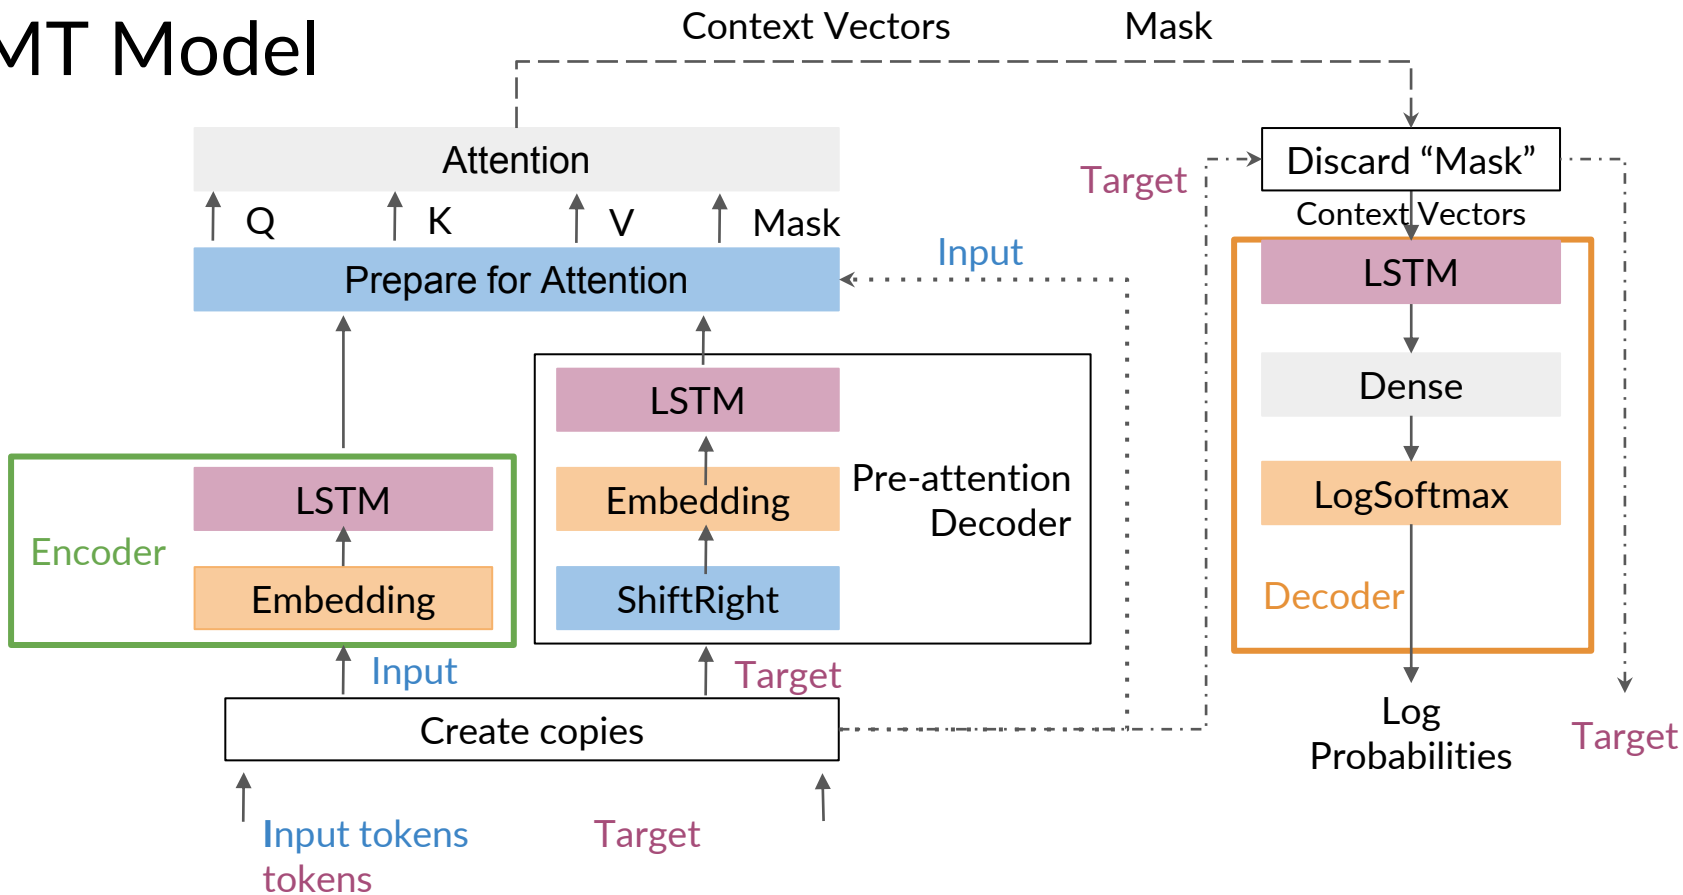 MT Model
Context Vectors
Mask
Attention
Discard “Mask”
Target
Q
K
V
Mask
Context Vectors
Input
Prepare for Attention
LSTM
LSTM
Dense
Pre-attention
Decoder
LSTM
Embedding
LogSoftmax
Encoder
Embedding
ShiftRight
Decoder
Input
Target
Create copies
Log
Probabilities
Target
Input tokens
Target
tokens